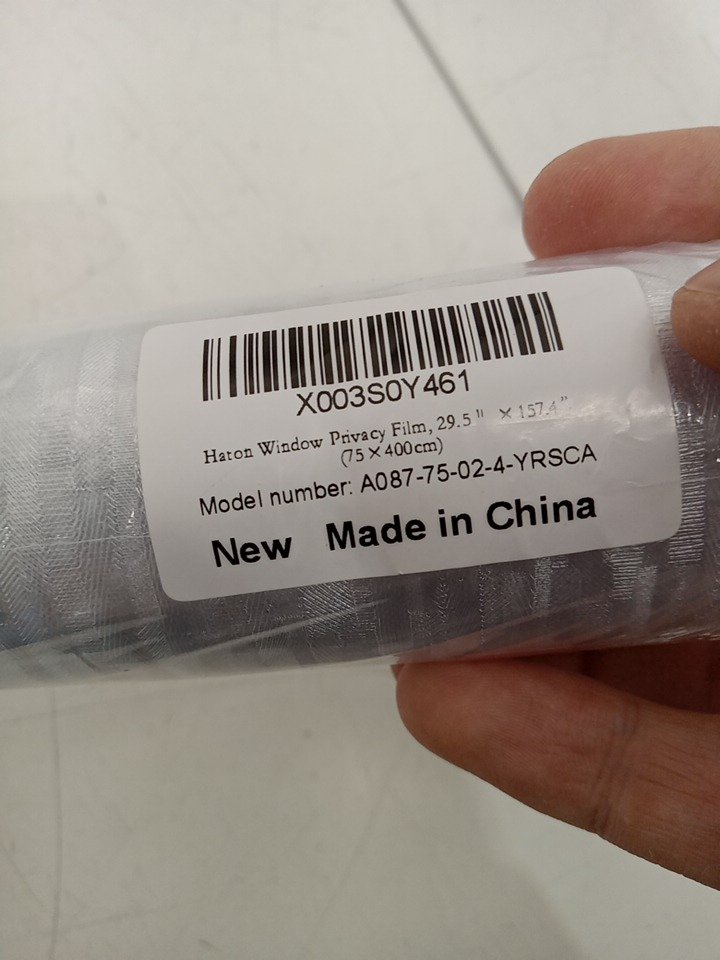 X003S0Y461
Haton Window Privacy Film, 29.5" ×157.4"
(75×400cm)
Model number: A087-75-02-4-YRSCA
New Made in China